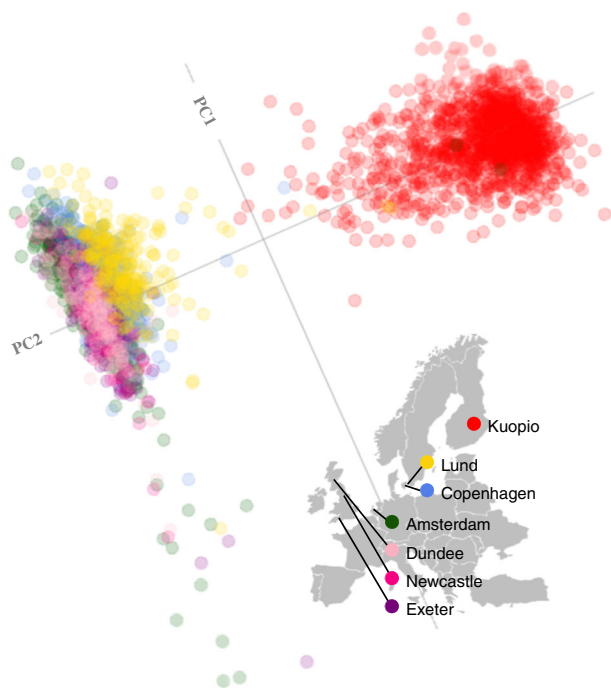 PC1
PC2
Kuopio
Lund
Copenhagen
Amsterdam
Dundee
Newcastle
Exeter